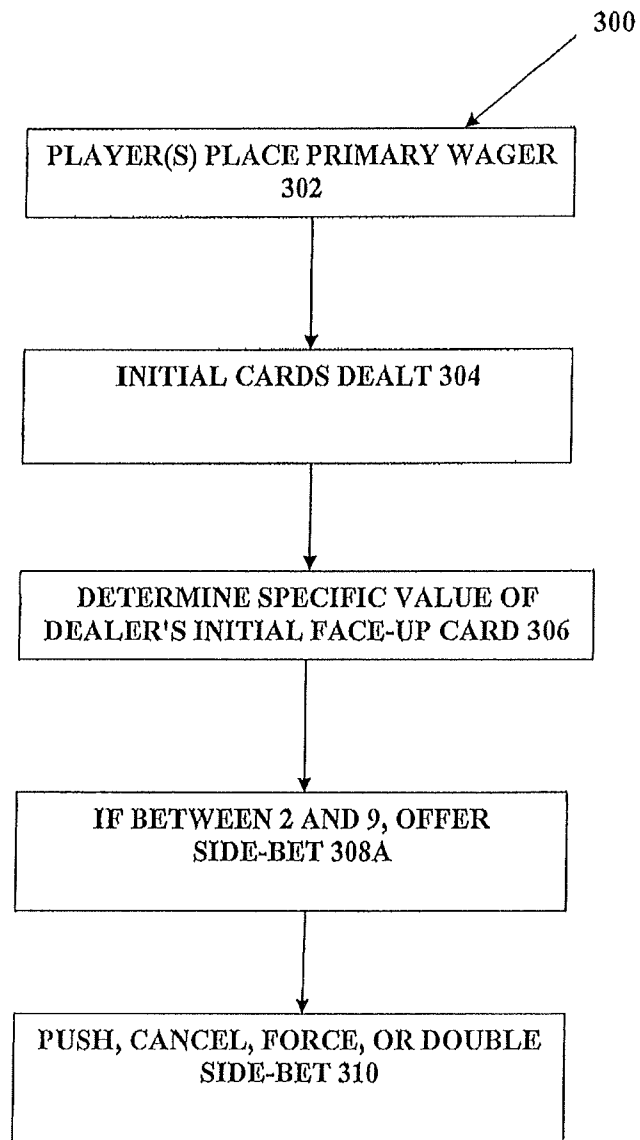 300
PLAYER(S) PLACE PRIMARY WAGER
302
INITIAL CARDS DEALT 304
DETERMINE SPECIFIC VALUE OF
DEALER'S INITIAL FACE-UP CARD 306
IF BETWEEN 2 AND 9, OFFER
SIDE-BET 308A
PUSH, CANCEL, FORCE, OR DOUBLE
SIDE-BET 310